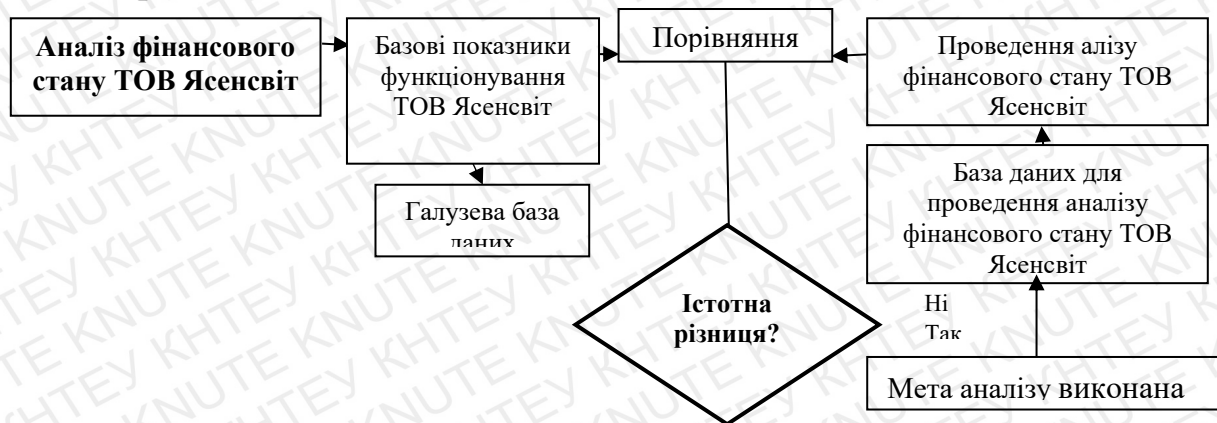 Аналіз фінансового
стану ТОВ Ясенсвіт
Базові показники
функціонування
ТОВ Ясенсвіт
Галузева база
даних
Порівняння
Істотна
різниця?
Проведення алізу
фінансового стану ТОВ
Ясенсвіт
База даних для
проведення аналізу
фінансового стану ТОВ
Ясенсвіт
Ні
Так
Мета аналізу виконана